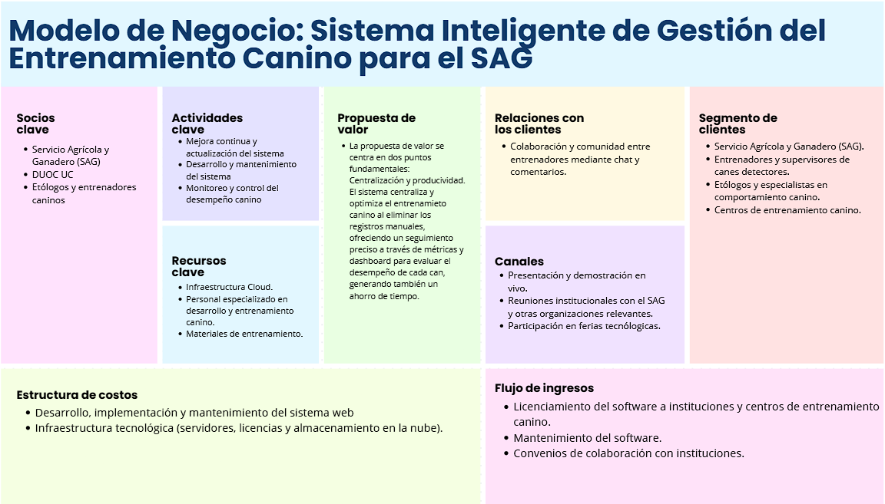 Modelo de Negocio: Sistema Inteligente de Gestión del
Entrenamiento Canino para el SAG
Socios
clave
• Servicio Agrícola y
Ganadero (SAG)
• DUOC UC
• Etólogos y entrenadores
caninos
Actividades
clave
• Mejora continua y
actualización del sistema
• Desarrollo y mantenimiento
del sistema
• Monitoreo y control del
desempeño canino
Recursos
clave
• Infraestructura Cloud.
• Personal especializado en
desarrollo y entrenamiento
canino.
• Materiales de entrenamiento.
Propuesta de
valor
• La propuesta de valor se
centra en dos puntos
fundamentales:
Centralización y producividad.
El sistema centraliza y
optimiza el entrenamieto
canino al eliminar los
registros manuales,
ofreciendo un seguimiento
preciso a través de métricas y
dashboard para evaluar el
desempeño de cada can,
generando también un
ahorro de tiempo.
Relaciones con
los clientes
• Colaboración y comunidad entre
entrenadores mediante chat y
comentarios.
Canales
• Presentación y demostración en
vivo.
• Reuniones institucionales con el SAG
y otras organizaciones relevantes.
• Participación en ferias tecnólogicas.
Segmento de
clientes
• Servicio Agrícola y Ganadero (SAG).
• Entrenadores y supervisores de
canes detectores.
• Etólogos y especialistas en
comportamiento canino.
• Centros de entrenamiento canino.
Estructura de costos
• Desarrollo, implementación y mantenimiento del sistema web
• Infraestructura tecnológica (servidores, licencias y almacenamiento en la nube).
Flujo de ingresos
• Licenciamiento del software a instituciones y centros de entrenamiento
canino.
• Mantenimiento del software.
• Convenios de colaboración con instituciones.